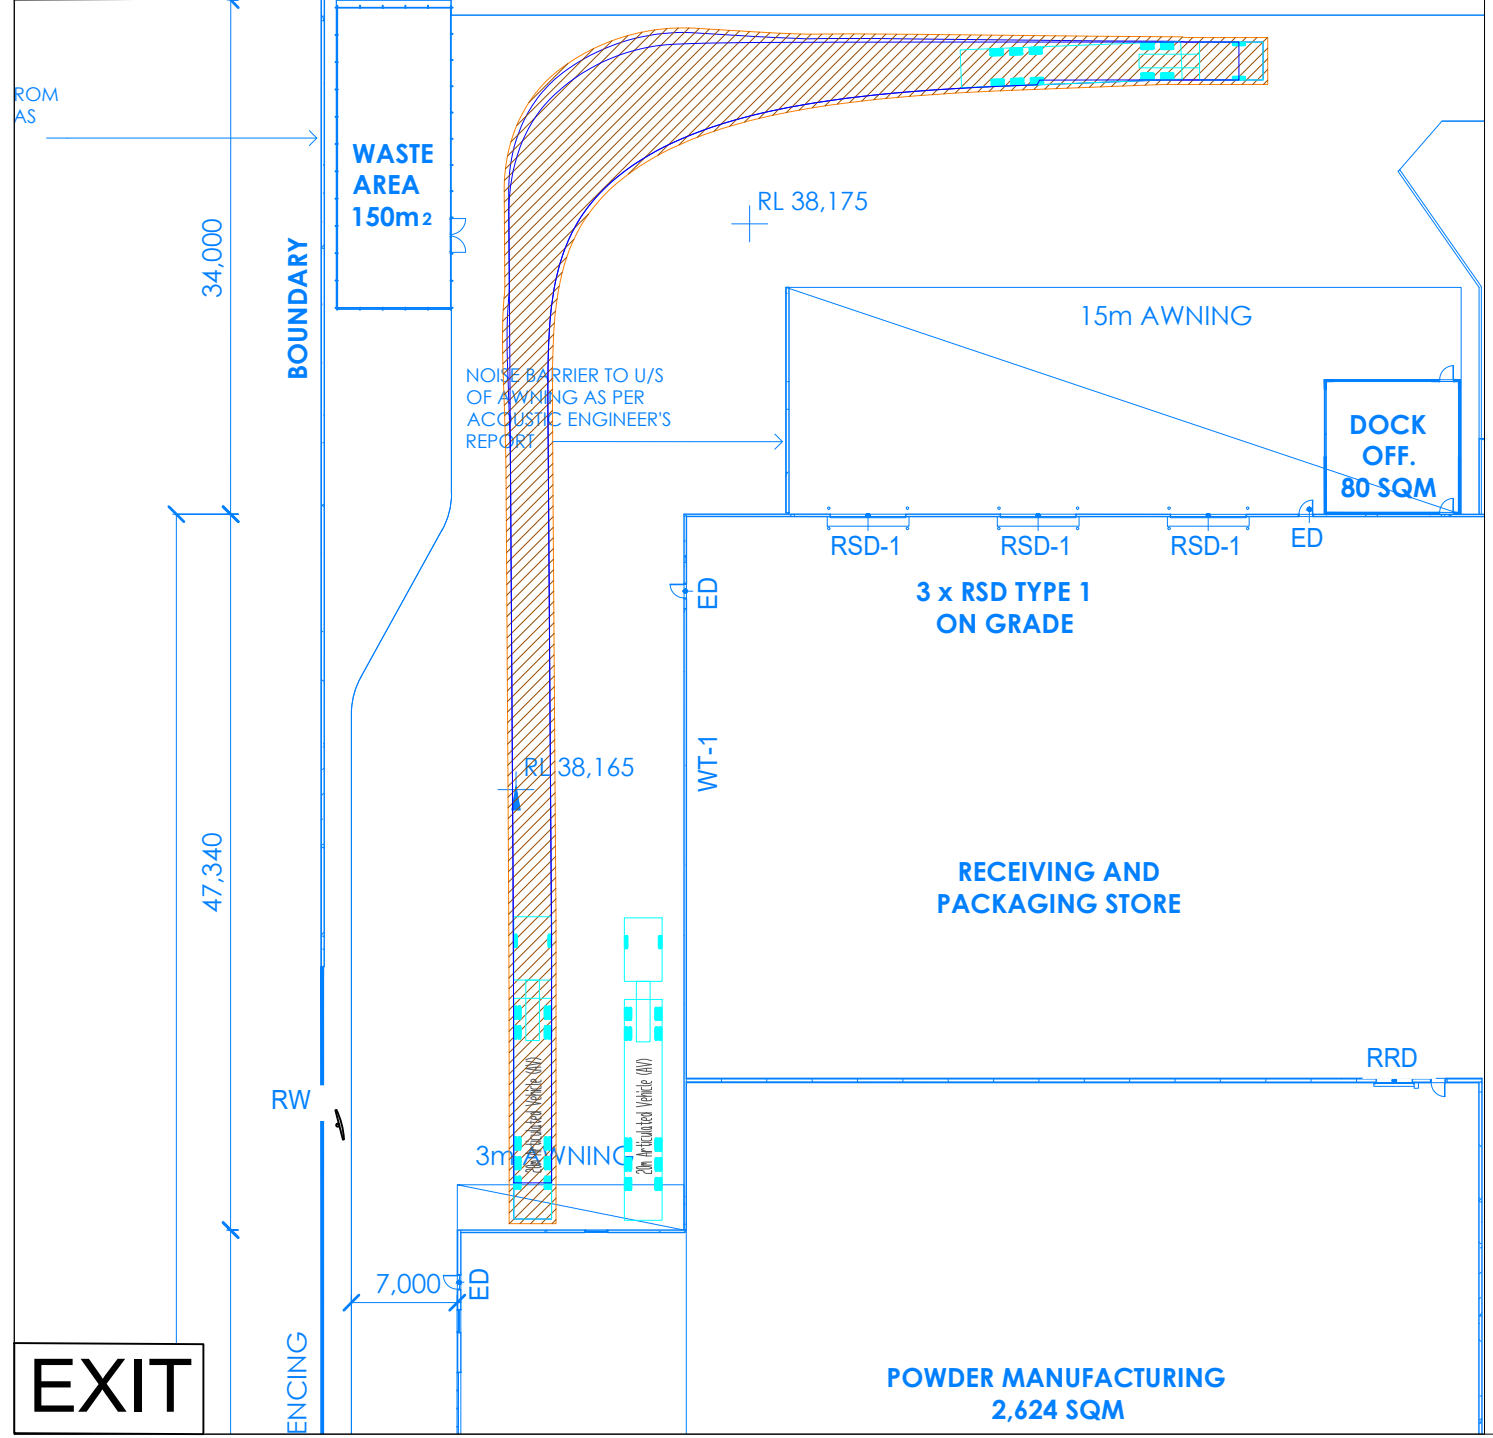 ROM
AS
WASTE
AREA
150m2
BOUNDARY
34,000
RL 38,175
15m AWNING
NOISE BARRIER TO U/S
OF AWNING AS PER
ACOUSTIC ENGINEER'S
REPORT
DOCK
OFF.
80 SQM
RSD-1
RSD-1
RSD-1
ED
ED
3 x RSD TYPE 1
ON GRADE
WT-1
RL 38,165
47,340
RECEIVING AND
PACKAGING STORE
20m Articulated Vehicle (AV)
20m Articulated Vehicle (AV)
RRD
RW
3m AWNING
7,000
ED
ENCING
EXIT
POWDER MANUFACTURING
2,624 SQM